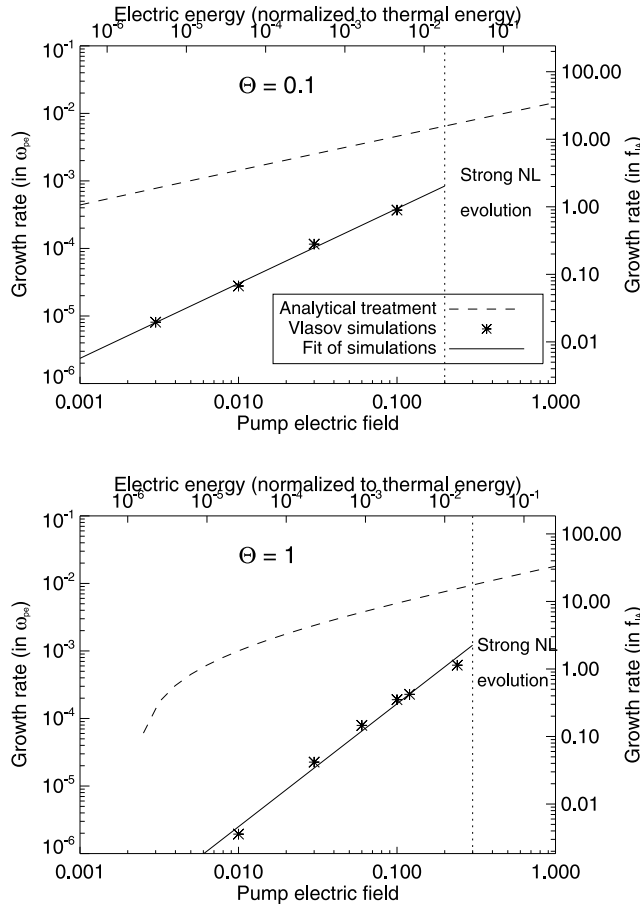 Electric energy (normalized to thermal energy)
10-6 10-5 10-4 10-3 10-2 10-1
10-1
10-2
10-3
10-4
10-5
10-6
Growth rate (in ωpe)
Θ = 0.1
Strong NL
evolution
Analytical treatment
Vlasov simulations
Fit of simulations
100.00
10.00
1.00
0.10
0.01
Growth rate (in fIA)
0.001 0.010 0.100 1.000
Pump electric field
Electric energy (normalized to thermal energy)
10-6 10-5 10-4 10-3 10-2 10-1
10-1
10-2
10-3
10-4
10-5
10-6
Growth rate (in ωpe)
Θ = 1
Strong NL
evolution
100.00
10.00
1.00
0.10
0.01
Growth rate (in fIA)
0.001 0.010 0.100 1.000
Pump electric field